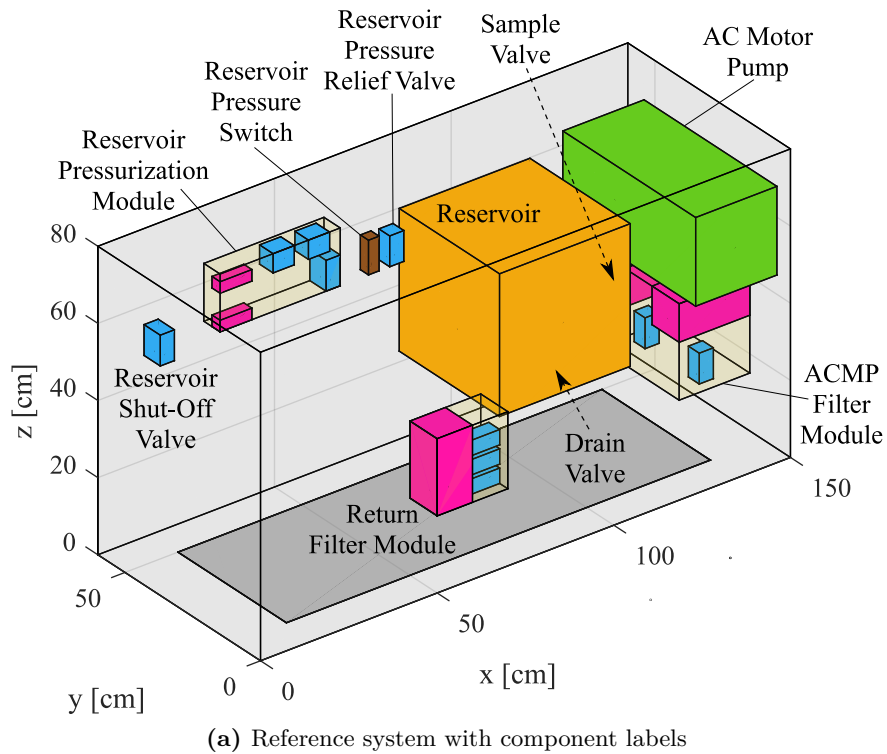 Reservoir
Pressure
Relief Valve
Sample
Valve
AC Motor
Pump
Reservoir
Pressure
Switch
Reservoir
Pressurization
Module
Reservoir
80
60
40
20
0
z [cm]
Reservoir
Shut-Off
Valve
ACMP
Filter
Module
Drain
Valve
Return
Filter Module
150
100
50
0
x [cm]
50
0
y [cm]
(a) Reference system with component labels